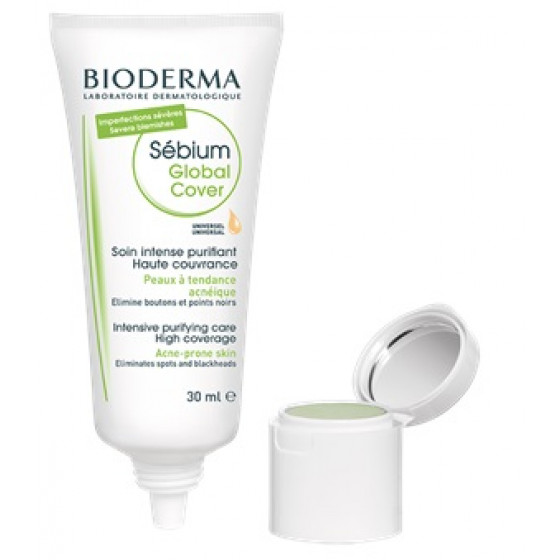 BIODERMA
LABORATOIRE DERMATOLOGIQUE
Imperfections sévères
Severe blemishes
Sébium
Global
Cover
UNIVERSEL
UNIVERSAL
Soin intense purifiant
Haute couvrance
Peaux à tendance
acnéique
Elimine boutons et points noirs
Intensive purifying care
High coverage
Acne-prone skin
Eliminates spots and blackheads
30 ml e